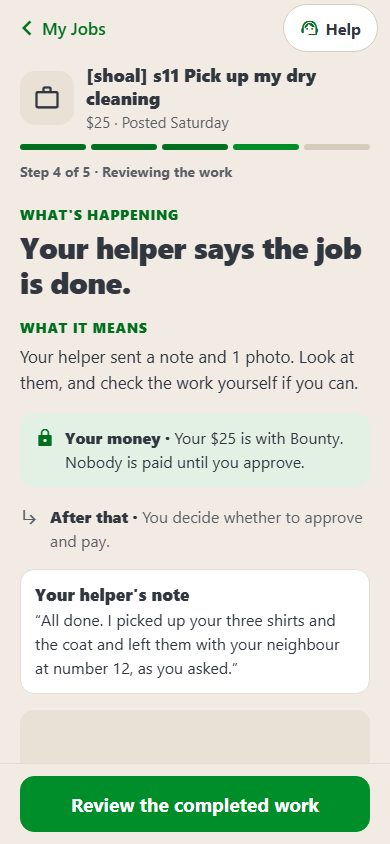 My Jobs
Help
[shoal] s11 Pick up my dry
cleaning
$25 · Posted Saturday
Step 4 of 5 · Reviewing the work
WHAT'S HAPPENING
Your helper says the job
is done.
WHAT IT MEANS
Your helper sent a note and 1 photo. Look at
them, and check the work yourself if you can.
Your money · Your $25 is with Bounty.
Nobody is paid until you approve.
After that · You decide whether to approve
and pay.
Your helper's note
“All done. I picked up your three shirts and
the coat and left them with your neighbour
at number 12, as you asked.”
Review the completed work